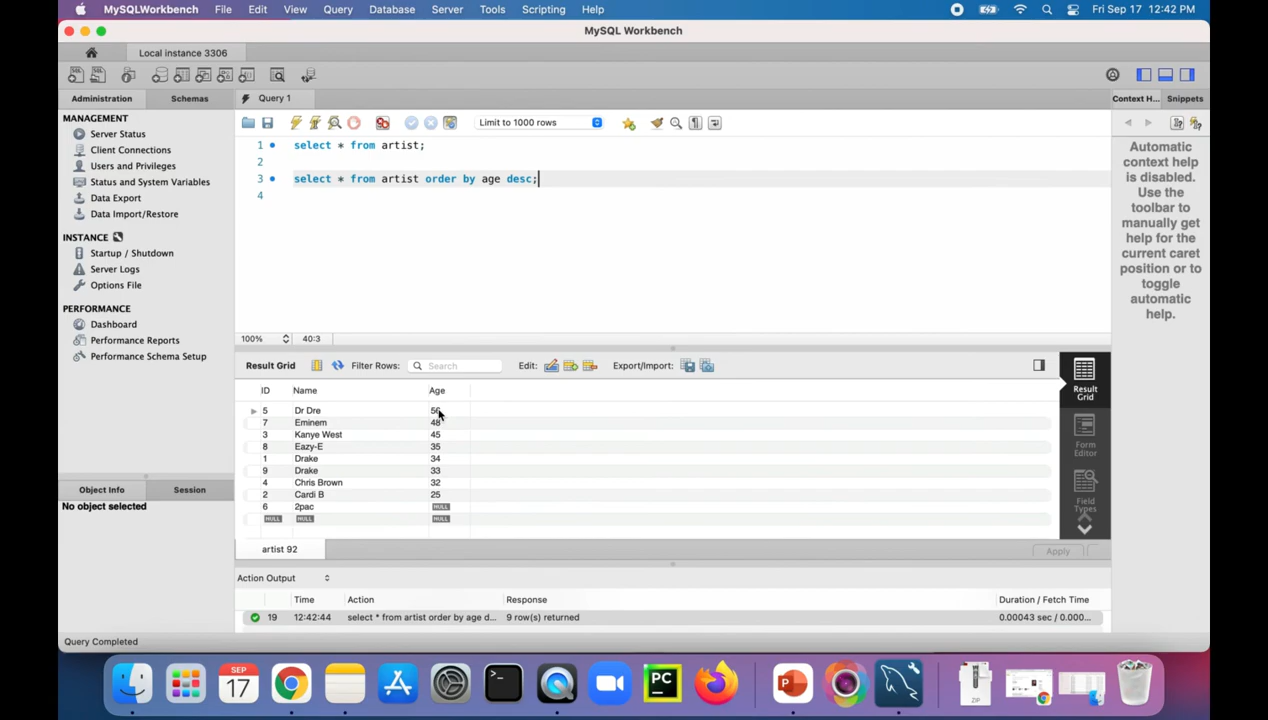 MySQLWorkbench File Edit View Query Database Server Tools Scripting Help Fri Sep 17 12:42 PM
MySQL Workbench
Local instance 3306
Administration Schemas Query 1 Context H... Snippets
MANAGEMENT
Server Status
Client Connections
Users and Privileges
Status and System Variables
Data Export
Data Import/Restore
INSTANCE
Startup / Shutdown
Server Logs
Options File
PERFORMANCE
Dashboard
Performance Reports
Performance Schema Setup
Object Info Session
No object selected
Limit to 1000 rows
1 select * from artist;
2
3 select * from artist order by age desc;
4
100% 40:3
Result Grid Filter Rows: Search Edit: Export/Import:
ID Name Age
5 Dr Dre 56
7 Eminem 48
3 Kanye West 45
8 Eazy-E 35
1 Drake 34
9 Drake 33
4 Chris Brown 32
2 Cardi B 25
6 2pac NULL
NULL NULL NULL
artist 92 Apply
Action Output
Time Action Response Duration / Fetch Time
19 12:42:44 select * from artist order by age d... 9 row(s) returned 0.00043 sec / 0.000...
Query Completed
Result
Grid
Form
Editor
Field
Types
Automatic
context help
is disabled.
Use the
toolbar to
manually get
help for the
current caret
position or to
toggle
automatic
help.
SEP
17
PC
ZIP